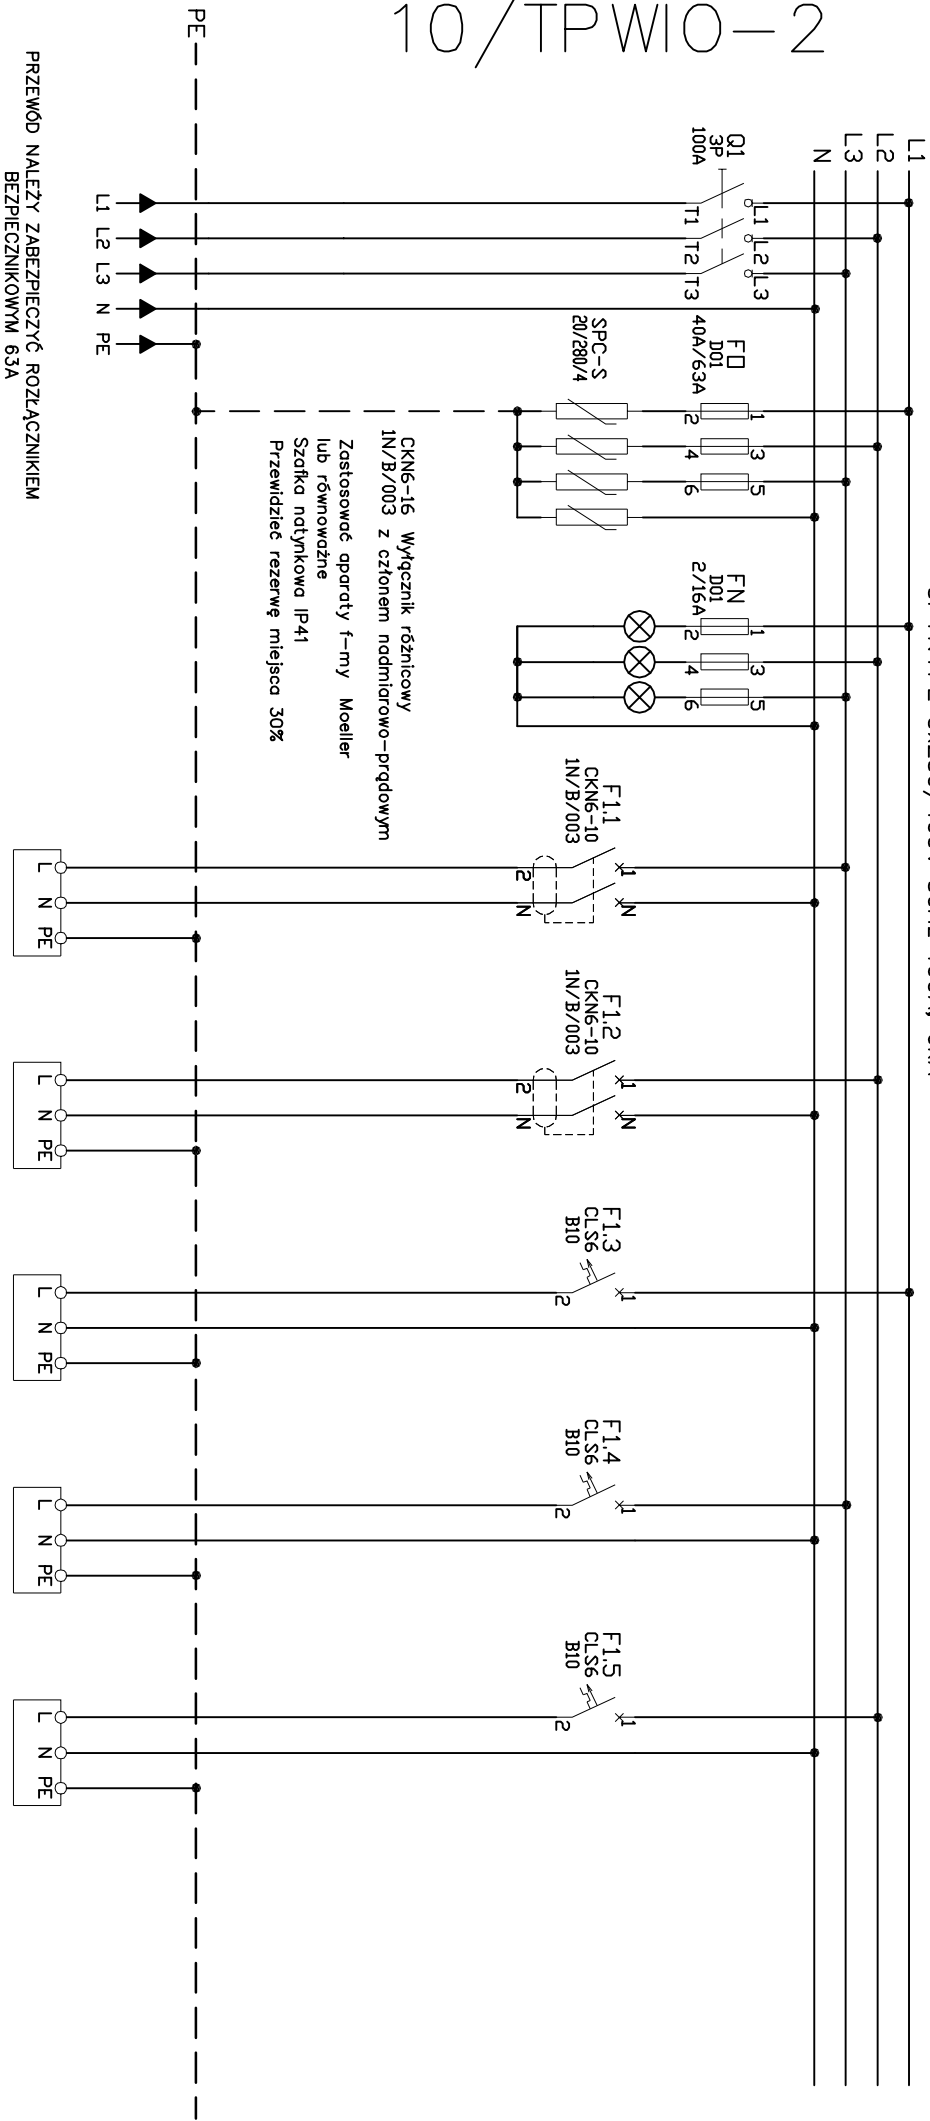 10/TPWIO-2
L1
L2
L3
N
Q1
3P
100A
L1
L2
L3
T1
T2
T3
FD
D01
40A/63A
1
3
5
2
4
6
SPC-S
20/280/4
FN
D01
2/16A
1
3
5
2
4
6
F1.1
CKN6-10
1N/B/003
1
N
2
N
F1.2
CKN6-10
1N/B/003
1
N
2
N
F1.3
CLS6
B10
1
2
F1.4
CLS6
B10
1
2
F1.5
CLS6
B10
1
2
CKN6-16 Wyłącznik różnicowy
1N/B/003 z członem nadmiarowo-prądowym
Zastosować aparaty f-my Moeller
lub równoważne
Szafka natynkowa IP41
Przewidzieć rezerwę miejsca 30%
PE
L1
L2
L3
N
PE
L
N
PE
L
N
PE
L
N
PE
L
N
PE
L
N
PE
PRZEWÓD NALEŻY ZABEZPIECZYĆ ROZŁĄCZNIKIEM
BEZPIECZNIKOWYM 63A